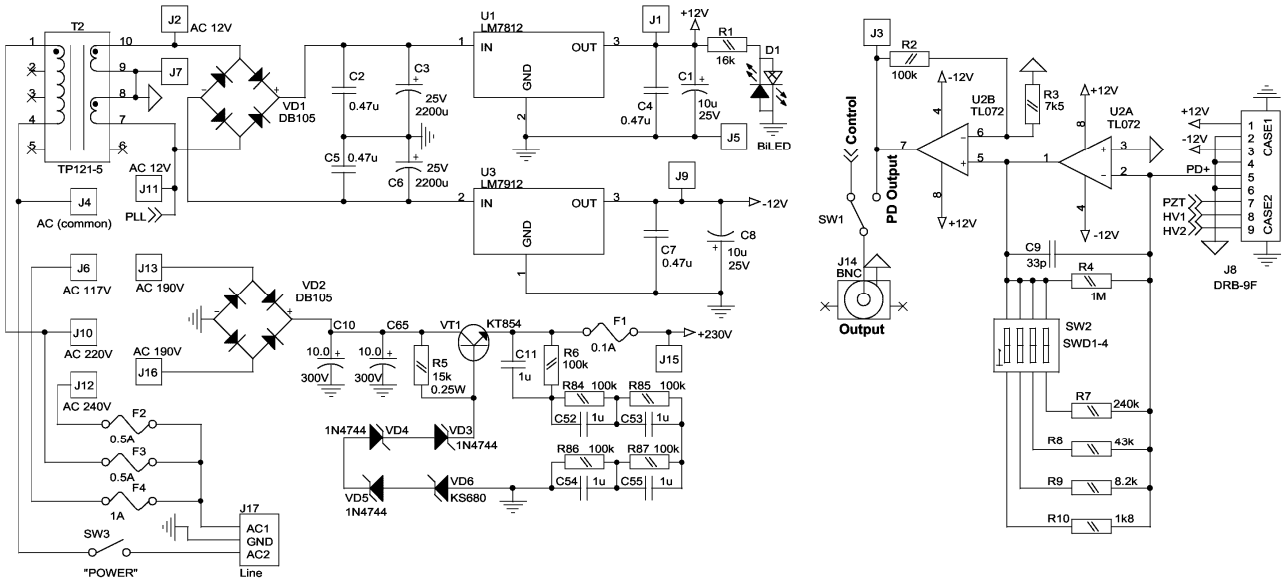 T2
1
2
3
4
5
10
9
8
7
6
TP121-5
J2
AC 12V
J7
AC 12V
J11
PLL
J4
AC (common)
VD1
DB105
C2
0.47u
C3
25V
2200u
C5
0.47u
C6
25V
2200u
U1
LM7812
1
IN
OUT
3
GND
2
U3
LM7912
2
IN
OUT
3
GND
1
J1
+12V
R1
16k
D1
BiLED
C4
0.47u
C1
10u
25V
J5
J9
-12V
C7
0.47u
C8
10u
25V
J6
AC 117V
J13
AC 190V
J10
AC 220V
AC 190V
J16
J12
AC 240V
VD2
DB105
C10
10.0
300V
C65
10.0
300V
R5
15k
0.25W
VT1
KT854
F1
0.1A
+230V
J15
C11
1u
R6
100k
R84 100k
R85 100k
C52 1u
C53 1u
R86 100k
R87 100k
C54 1u
C55 1u
1N4744
VD4
VD3
1N4744
VD5
1N4744
VD6
KS680
F2
0.5A
F3
0.5A
F4
1A
SW3
"POWER"
J17
AC1
GND
AC2
Line
J3
R2
100k
-12V
4
U2B
TL072
6
5
7
8
+12V
R3
7k5
+12V
8
U2A
TL072
3
2
1
4
-12V
Control
PD Output
SW1
J14
BNC
Output
C9
33p
R4
1M
SW2
SWD1-4
R7
240k
R8
43k
R9
8.2k
R10
1k8
+12V
-12V
PD+
PZT
HV1
HV2
1
2
3
4
5
6
7
8
9
CASE1
CASE2
J8
DRB-9F